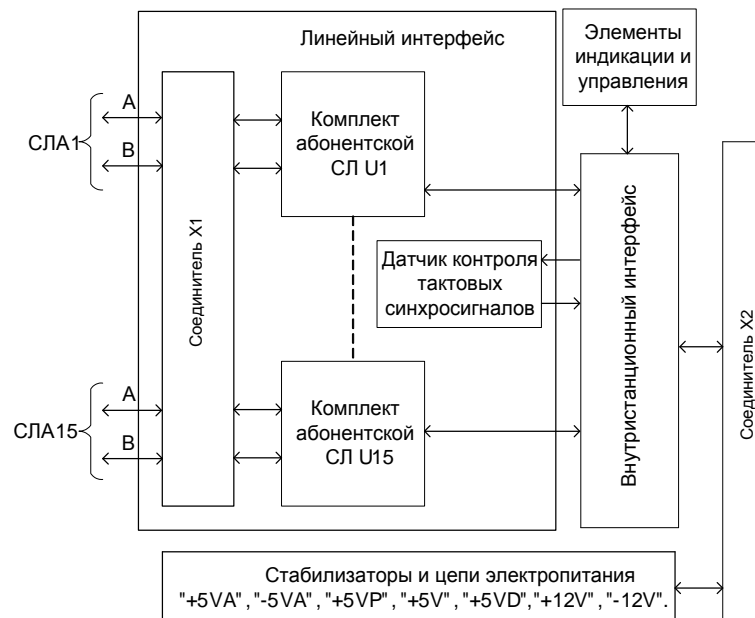 Линейный интерфейс
Элементы
индикации и
управления
СЛА1
А
В
Соединитель X1
Комплект
абонентской
СЛ U1
Датчик контроля
тактовых
синхросигналов
Внутристанционный интерфейс
Соединитель X2
СЛА15
А
В
Комплект
абонентской
СЛ U15
Стабилизаторы и цепи электропитания
"+5VA","-5VA","+5VP","+5V","+5VD","+12V","-12V".